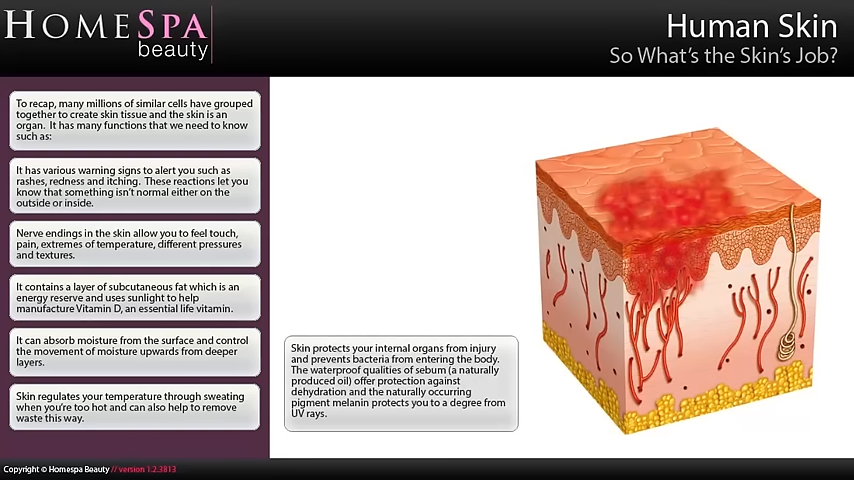 HOMESPA
beauty
Human Skin
So What's the Skin's Job?
To recap, many millions of similar cells have grouped
together to create skin tissue and the skin is an
organ. It has many functions that we need to know
such as:
It has various warning signs to alert you such as
rashes, redness and itching. These reactions let you
know that something isn't normal either on the
outside or inside.
Nerve endings in the skin allow you to feel touch,
pain, extremes of temperature, different pressures
and textures.
It contains a layer of subcutaneous fat which is an
energy reserve and uses sunlight to help
manufacture Vitamin D, an essential life vitamin.
It can absorb moisture from the surface and control
the movement of moisture upwards from deeper
layers.
Skin regulates your temperature through sweating
when you're too hot and can also help to remove
waste this way.
Skin protects your internal organs from injury
and prevents bacteria from entering the body.
The waterproof qualities of sebum (a naturally
produced oil) offer protection against
dehydration and the naturally occurring
pigment melanin protects you to a degree from
UV rays.
Copyright © Homespa Beauty // version 1.2.3813